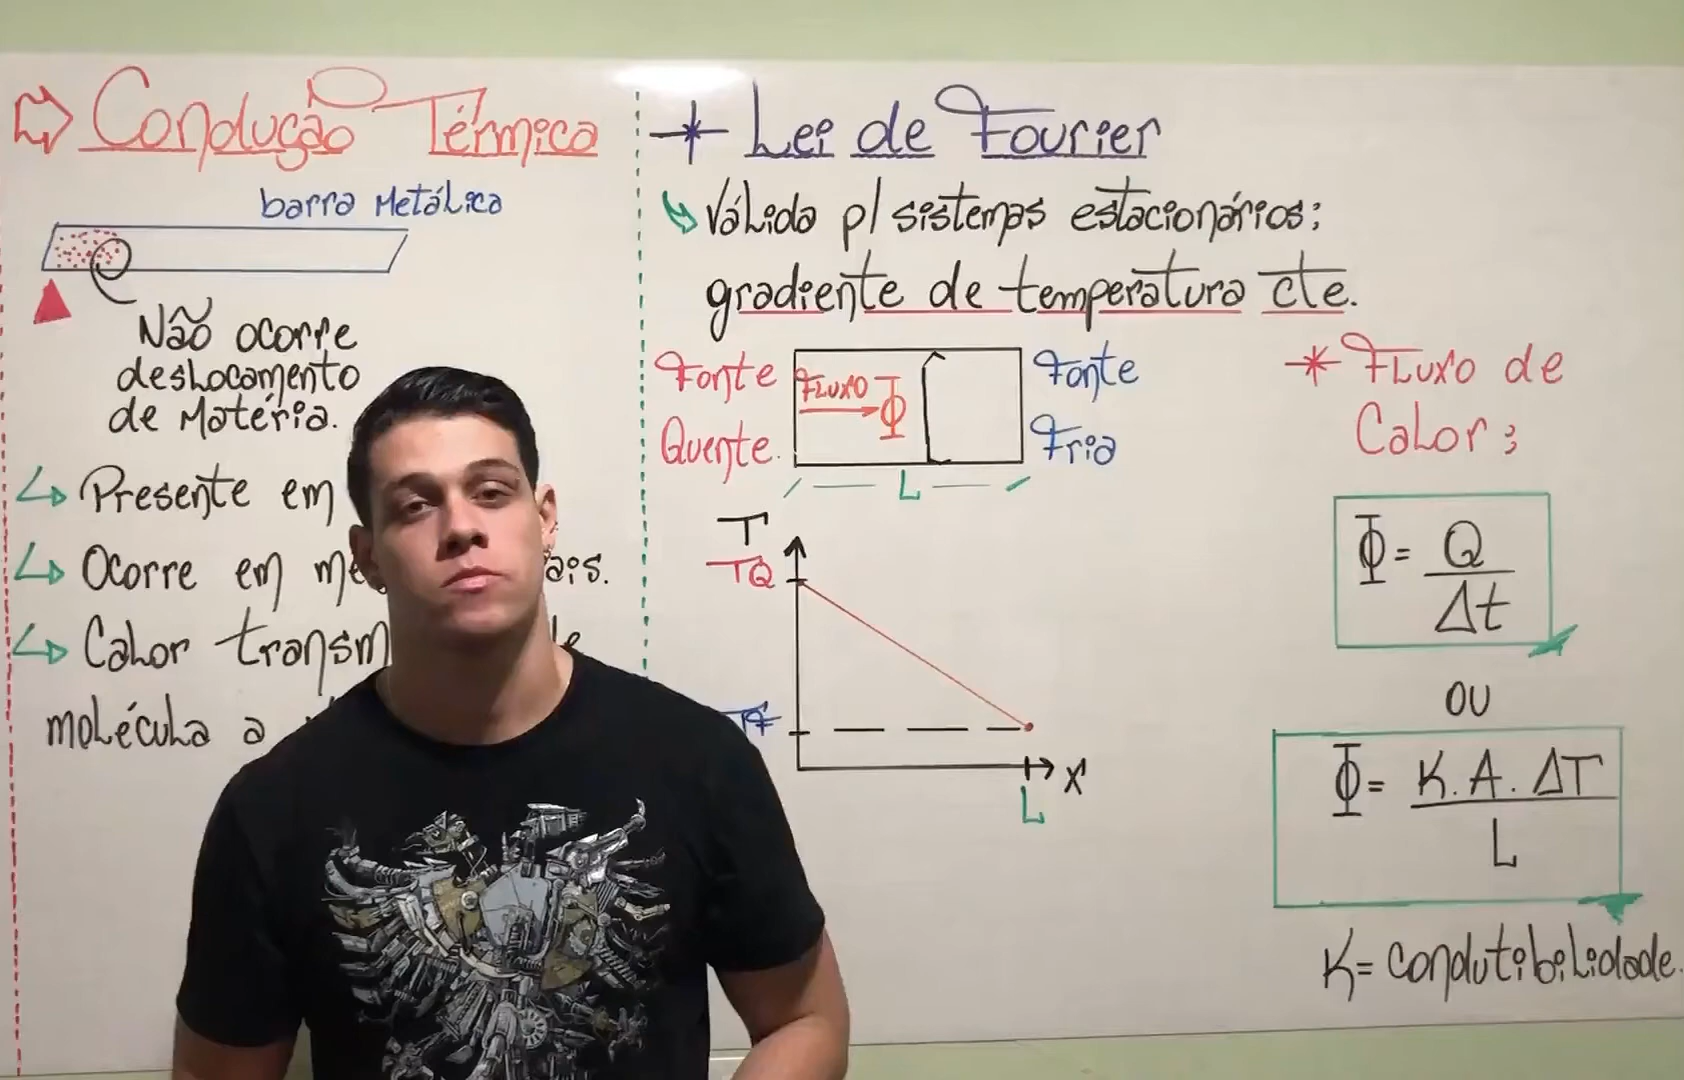 Condução Térmica
barra Metálica
Não ocorre
deslocamento
de Matéria.
Presente em
Ocorre em
Calor
molécula a
* Lei de Fourier
Válida p/ sistemas estacionários:
gradiente de temperatura cte.
Fonte
Quente.
FLUXO Φ
Fonte
Fria
L
T
TQ
TF
X
L
* Fluxo de
Calor;
Φ = Q
Δt
OU
Φ = K.A.ΔT
L
K = condutibilidade.